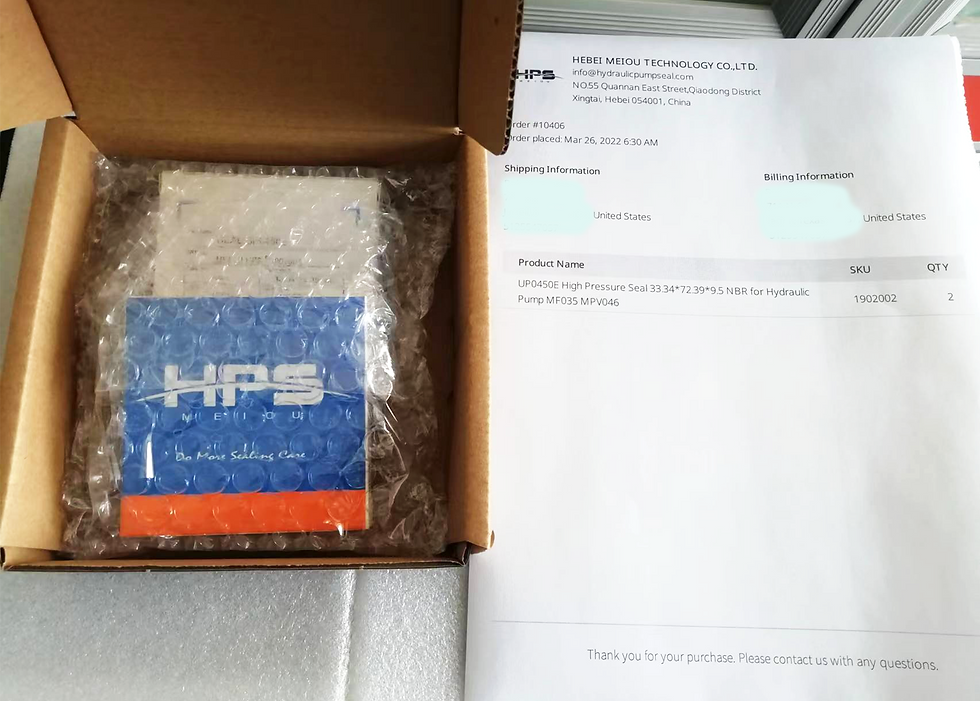 HPS
MEIOU
Do More Sealing Care
HPS
HEBEI MEIOU TECHNOLOGY CO.,LTD.
info@hydraulicpumpseal.com
NO.55 Quannan East Street,Qiaodong District
Xingtai, Hebei 054001, China
rder #10406
rder placed: Mar 26, 2022 6:30 AM
Shipping Information
Billing Information
United States
United States
Product Name SKU QTY
UP0450E High Pressure Seal 33.34*72.39*9.5 NBR for Hydraulic
Pump MF035 MPV046
1902002 2
Thank you for your purchase. Please contact us with any questions.